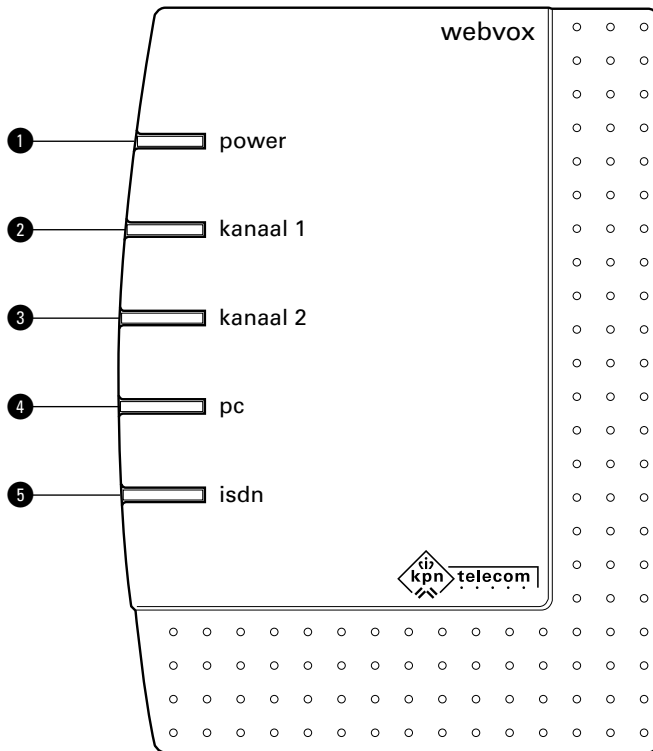 webvox
1 power
2 kanaal 1
3 kanaal 2
4 pc
5 isdn
kpn telecom